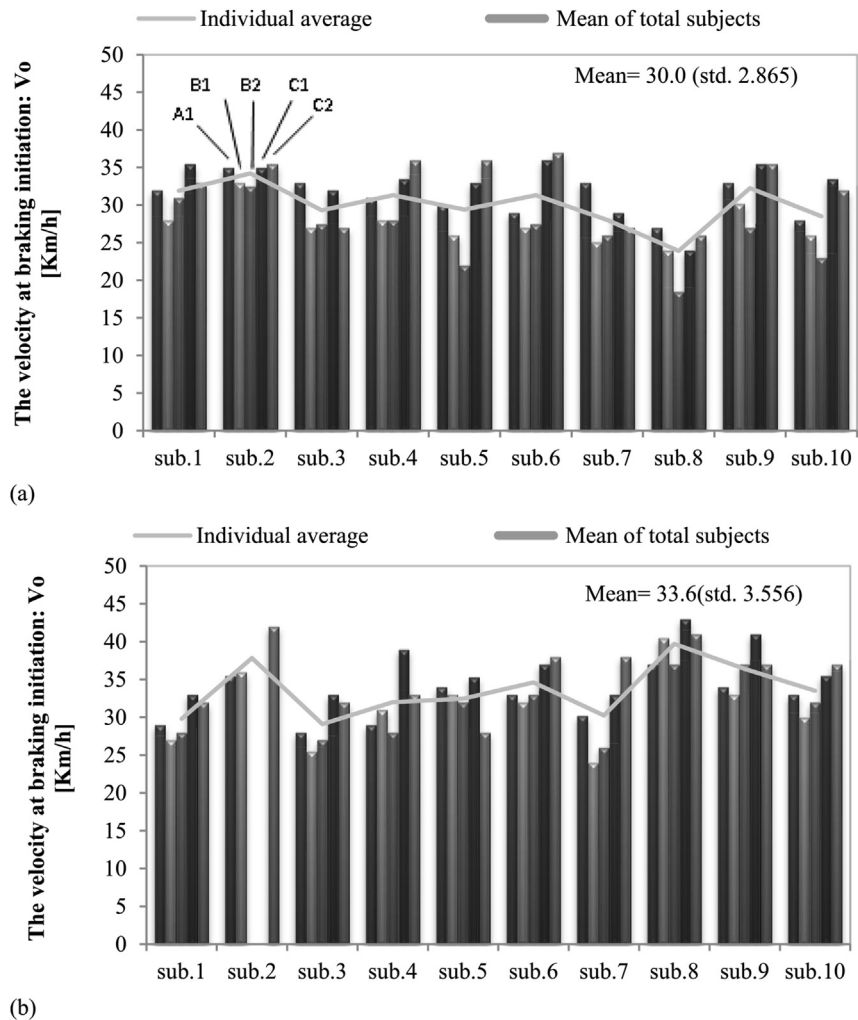 Individual average Mean of total subjects
The velocity at braking initiation: Vo
[Km/h]
50
45
40
35
30
25
20
15
10
5
0
Mean= 30.0 (std. 2.865)
B1 B2 C1
A1 C2
sub.1 sub.2 sub.3 sub.4 sub.5 sub.6 sub.7 sub.8 sub.9 sub.10
(a)
Individual average Mean of total subjects
The velocity at braking initiation: Vo
[Km/h]
50
45
40
35
30
25
20
15
10
5
0
Mean= 33.6(std. 3.556)
sub.1 sub.2 sub.3 sub.4 sub.5 sub.6 sub.7 sub.8 sub.9 sub.10
(b)